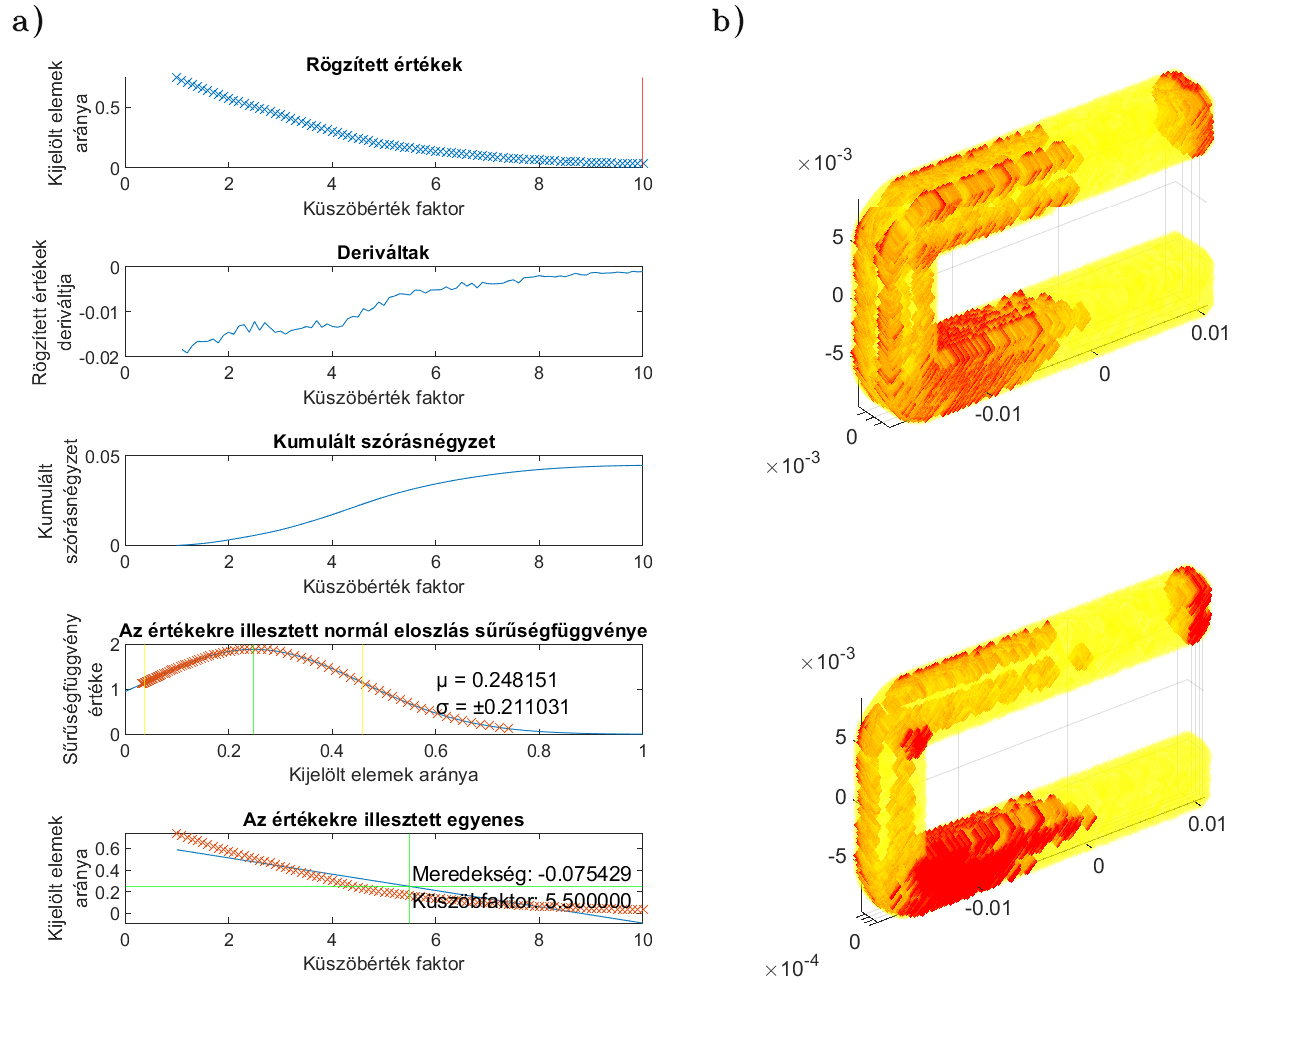 a)
Rögzített értékek
Kijelölt elemek
aránya
0.5
0
0 2 4 6 8 10
Küszöbérték faktor
Deriváltak
Rögzített értékek
deriváltja
0
-0.01
-0.02
0 2 4 6 8 10
Küszöbérték faktor
Kumulált szórásnégyzet
Kumulált
szórásnégyzet
0.05
0
0 2 4 6 8 10
Küszöbérték faktor
Az értékekre illesztett normál eloszlás sűrűségfüggvénye
Sűrűségfüggvény
értéke
2
1
0
μ = 0.248151
σ = ±0.211031
0 0.2 0.4 0.6 0.8 1
Kijelölt elemek aránya
Az értékekre illesztett egyenes
Kijelölt elemek
aránya
0.6
0.4
0.2
0
Meredekség: -0.075429
Küszöbfaktor: 5.500000
0 2 4 6 8 10
Küszöbérték faktor
b)
×10-3
5
0
-5
0.01
0
-0.01
0
×10-3
×10-3
5
0
-5
0.01
0
-0.01
0
×10-4